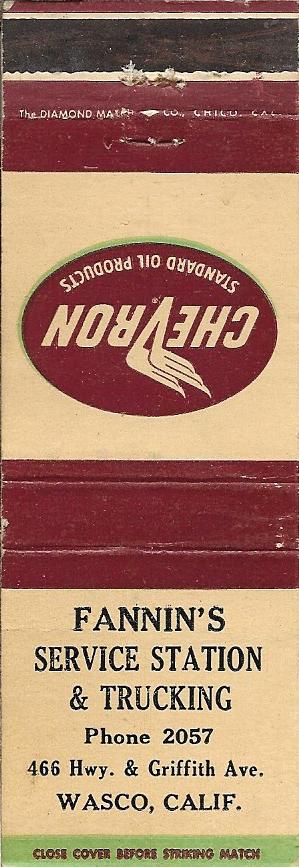 The DIAMOND MATCH CO., CHICO, CAL.
CHEVRON
STANDARD OIL PRODUCTS
FANNIN'S
SERVICE STATION
& TRUCKING
Phone 2057
466 Hwy. & Griffith Ave.
WASCO, CALIF.
CLOSE COVER BEFORE STRIKING MATCH